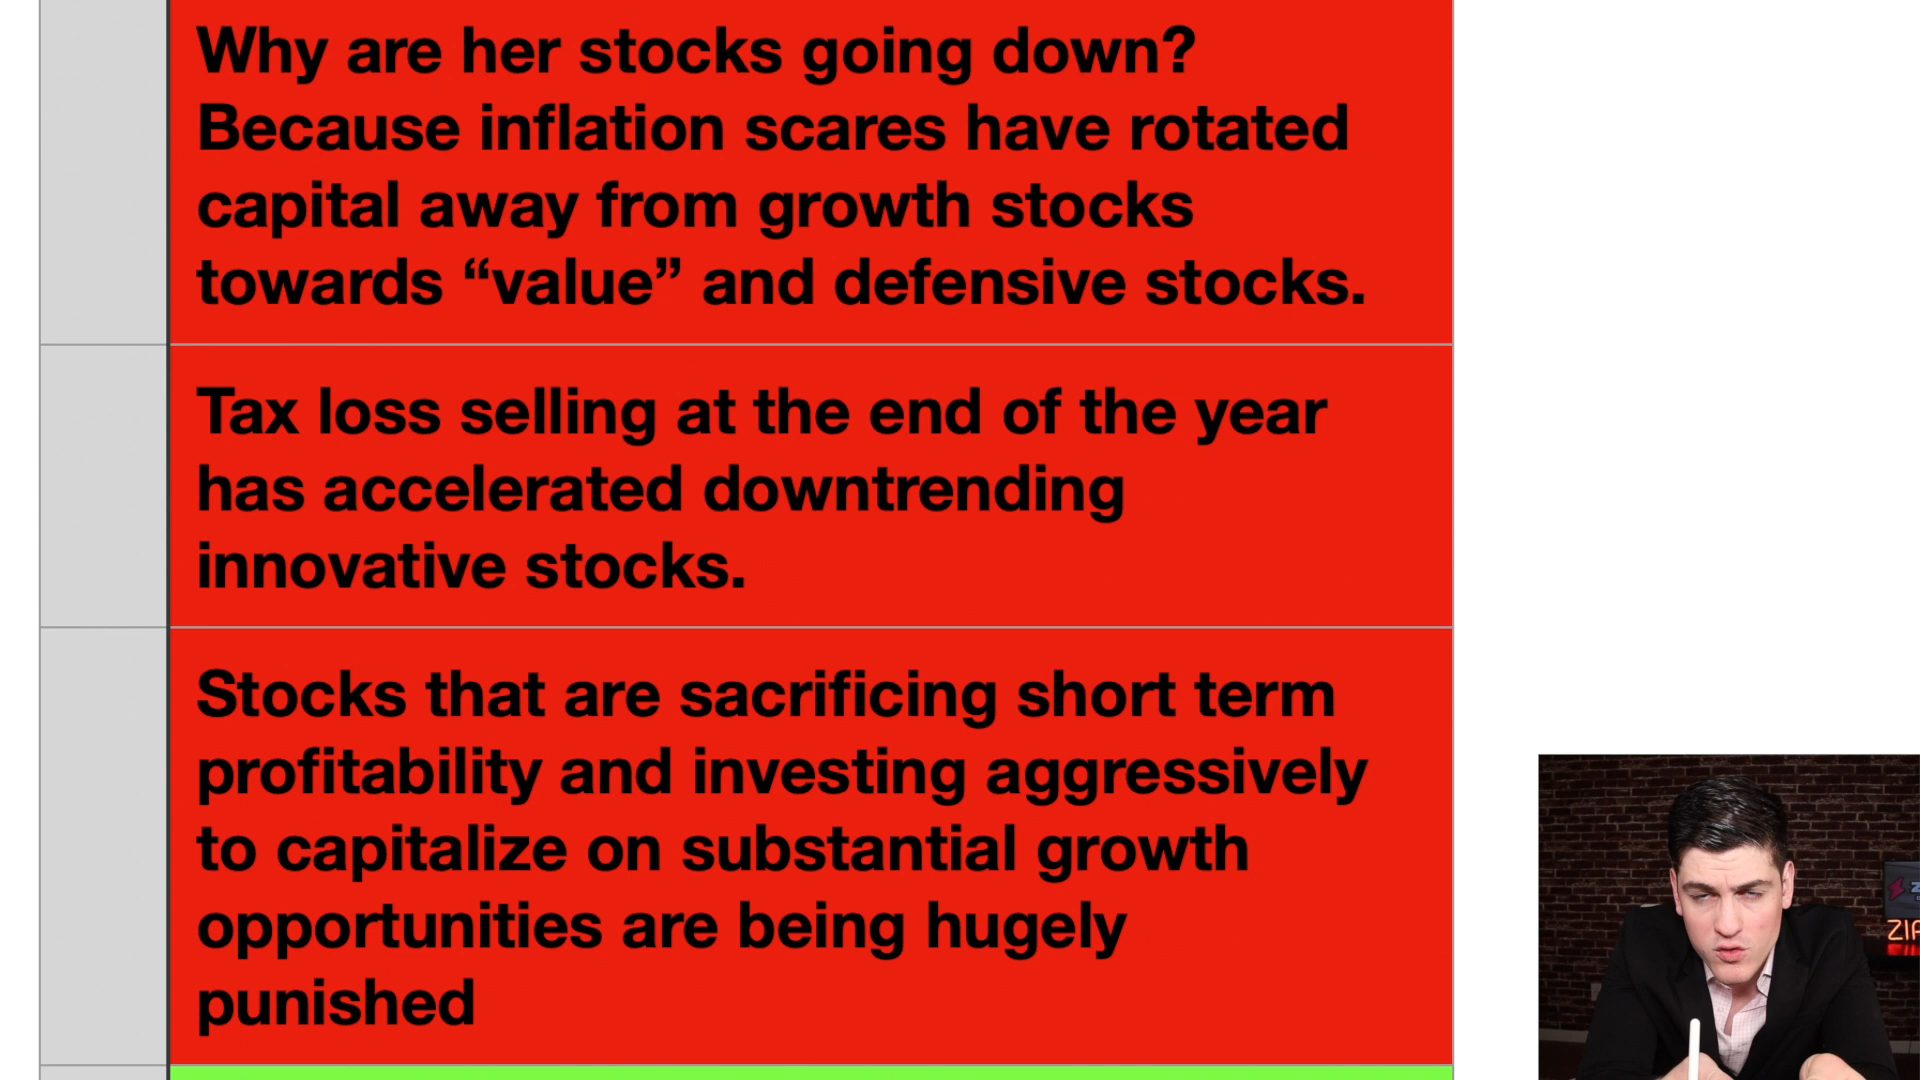 Why are her stocks going down?
Because inflation scares have rotated
capital away from growth stocks
towards “value” and defensive stocks.
Tax loss selling at the end of the year
has accelerated downtrending
innovative stocks.
Stocks that are sacrificing short term
profitability and investing aggressively
to capitalize on substantial growth
opportunities are being hugely
punished